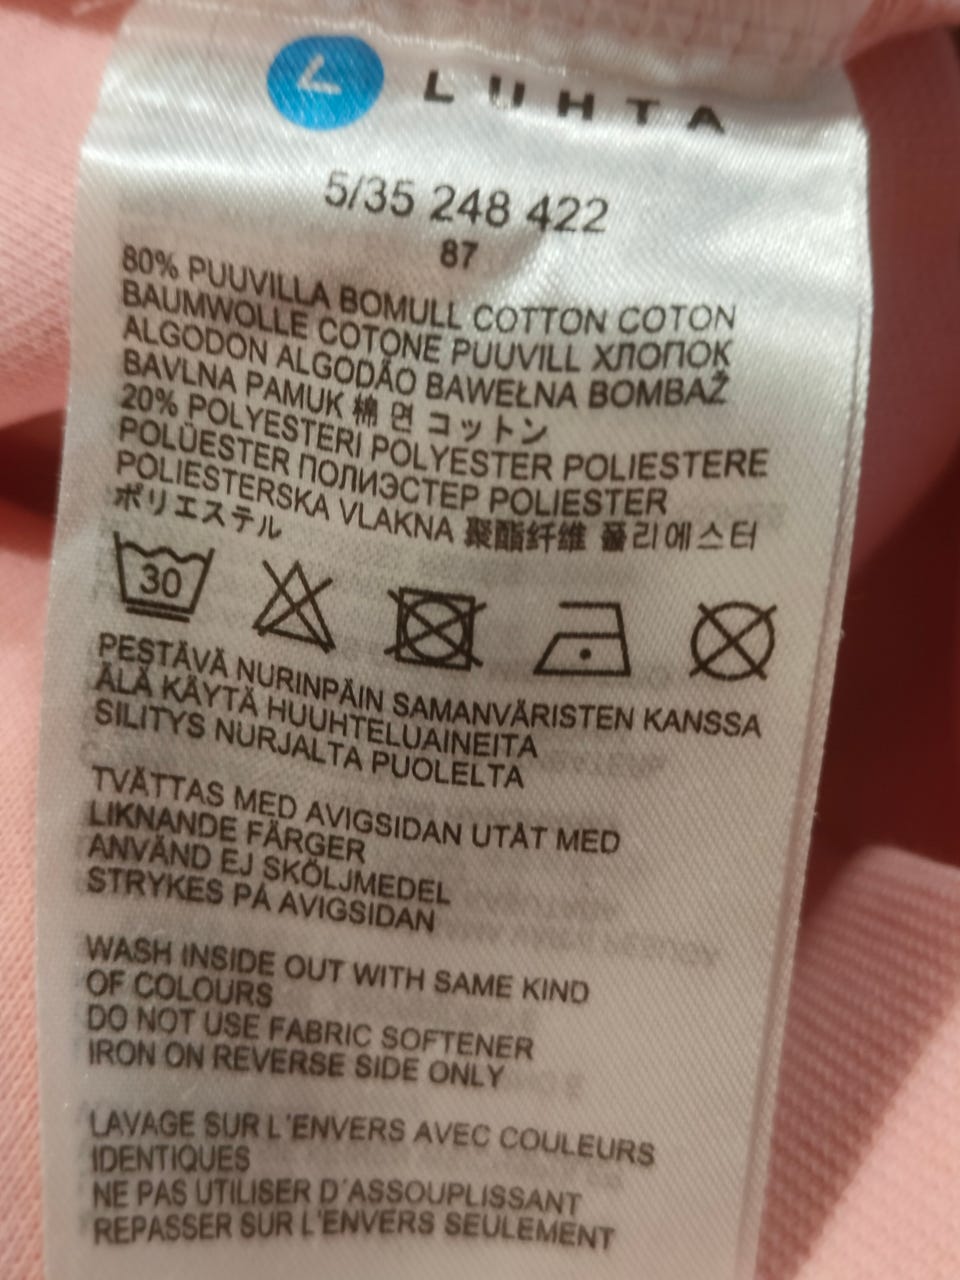 L LUHTA
5/35 248 422
87
80% PUUVILLA BOMULL COTTON COTON
BAUMWOLLE COTONE PUUVILL ХЛОПОК
ALGODON ALGODÃO BAWEŁNA BOMBAŽ
BAVLNA PAMUK 棉 면 コットン
20% POLYESTERI POLYESTER POLIESTERE
POLÜESTER ПОЛИЭСТЕР POLIESTER
POLIESTERSKA VLAKNA 聚酯纤维 폴리에스터
ポリエステル
30
PESTÄVÄ NURINPÄIN SAMANVÄRISTEN KANSSA
ÄLÄ KÄYTÄ HUUHTELUAINEITA
SILITYS NURJALTA PUOLELTA
TVÄTTAS MED AVIGSIDAN UTÅT MED
LIKNANDE FÄRGER
ANVÄND EJ SKÖLJMEDEL
STRYKES PÅ AVIGSIDAN
WASH INSIDE OUT WITH SAME KIND
OF COLOURS
DO NOT USE FABRIC SOFTENER
IRON ON REVERSE SIDE ONLY
LAVAGE SUR L'ENVERS AVEC COULEURS
IDENTIQUES
NE PAS UTILISER D'ASSOUPLISSANT
REPASSER SUR L'ENVERS SEULEMENT